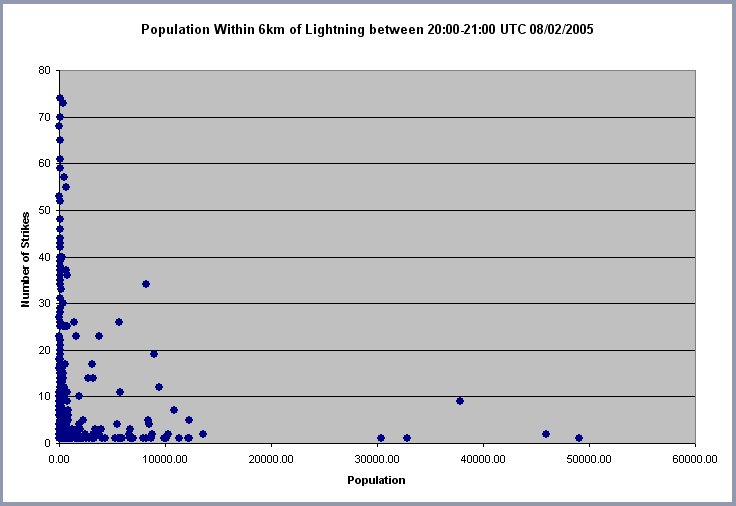 Population Within 6km of Lightning between 20:00-21:00 UTC 08/02/2005
80
70
60
50
40
30
20
10
0
Number of Strikes
0.00 10000.00 20000.00 30000.00 40000.00 50000.00 60000.00
Population